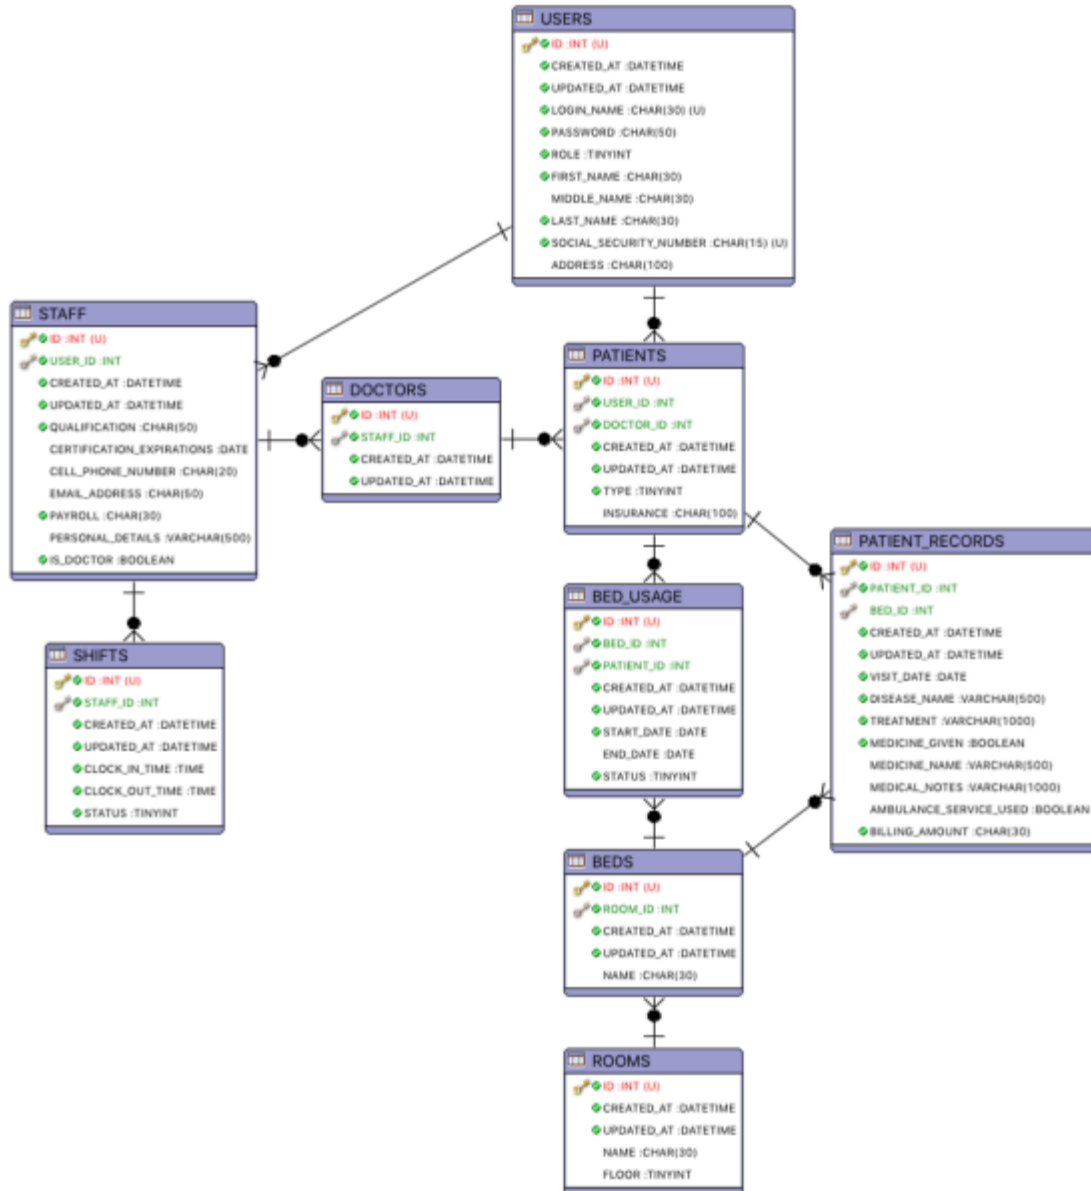 USERS
ID :INT (U)
CREATED_AT :DATETIME
UPDATED_AT :DATETIME
LOGIN_NAME :CHAR(30) (U)
PASSWORD :CHAR(50)
ROLE :TINYINT
FIRST_NAME :CHAR(30)
MIDDLE_NAME :CHAR(30)
LAST_NAME :CHAR(30)
SOCIAL_SECURITY_NUMBER :CHAR(15) (U)
ADDRESS :CHAR(100)
STAFF
ID :INT (U)
USER_ID :INT
CREATED_AT :DATETIME
UPDATED_AT :DATETIME
QUALIFICATION :CHAR(50)
CERTIFICATION_EXPIRATIONS :DATE
CELL_PHONE_NUMBER :CHAR(20)
EMAIL_ADDRESS :CHAR(50)
PAYROLL :CHAR(30)
PERSONAL_DETAILS :VARCHAR(500)
IS_DOCTOR :BOOLEAN
DOCTORS
ID :INT (U)
STAFF_ID :INT
CREATED_AT :DATETIME
UPDATED_AT :DATETIME
PATIENTS
ID :INT (U)
USER_ID :INT
DOCTOR_ID :INT
CREATED_AT :DATETIME
UPDATED_AT :DATETIME
TYPE :TINYINT
INSURANCE :CHAR(100)
PATIENT_RECORDS
ID :INT (U)
PATIENT_ID :INT
BED_ID :INT
CREATED_AT :DATETIME
UPDATED_AT :DATETIME
VISIT_DATE :DATE
DISEASE_NAME :VARCHAR(500)
TREATMENT :VARCHAR(1000)
MEDICINE_GIVEN :BOOLEAN
MEDICINE_NAME :VARCHAR(500)
MEDICAL_NOTES :VARCHAR(1000)
AMBULANCE_SERVICE_USED :BOOLEAN
BILLING_AMOUNT :CHAR(30)
BED_USAGE
ID :INT (U)
BED_ID :INT
PATIENT_ID :INT
CREATED_AT :DATETIME
UPDATED_AT :DATETIME
START_DATE :DATE
END_DATE :DATE
STATUS :TINYINT
SHIFTS
ID :INT (U)
STAFF_ID :INT
CREATED_AT :DATETIME
UPDATED_AT :DATETIME
CLOCK_IN_TIME :TIME
CLOCK_OUT_TIME :TIME
STATUS :TINYINT
BEDS
ID :INT (U)
ROOM_ID :INT
CREATED_AT :DATETIME
UPDATED_AT :DATETIME
NAME :CHAR(30)
ROOMS
ID :INT (U)
CREATED_AT :DATETIME
UPDATED_AT :DATETIME
NAME :CHAR(30)
FLOOR :TINYINT